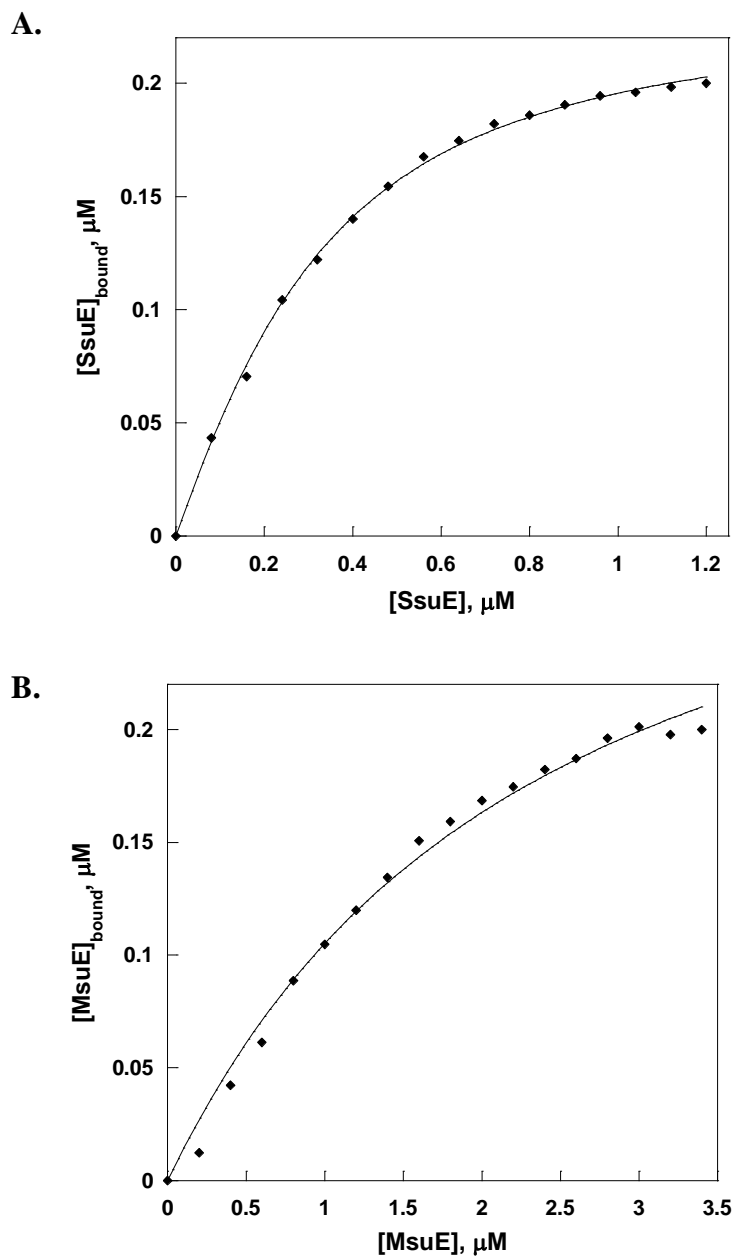 A.
[SsuE]bound, μM
0.2
0.15
0.1
0.05
0
0 0.2 0.4 0.6 0.8 1 1.2
[SsuE], μM
B.
[MsuE]bound, μM
0.2
0.15
0.1
0.05
0
0 0.5 1 1.5 2 2.5 3 3.5
[MsuE], μM